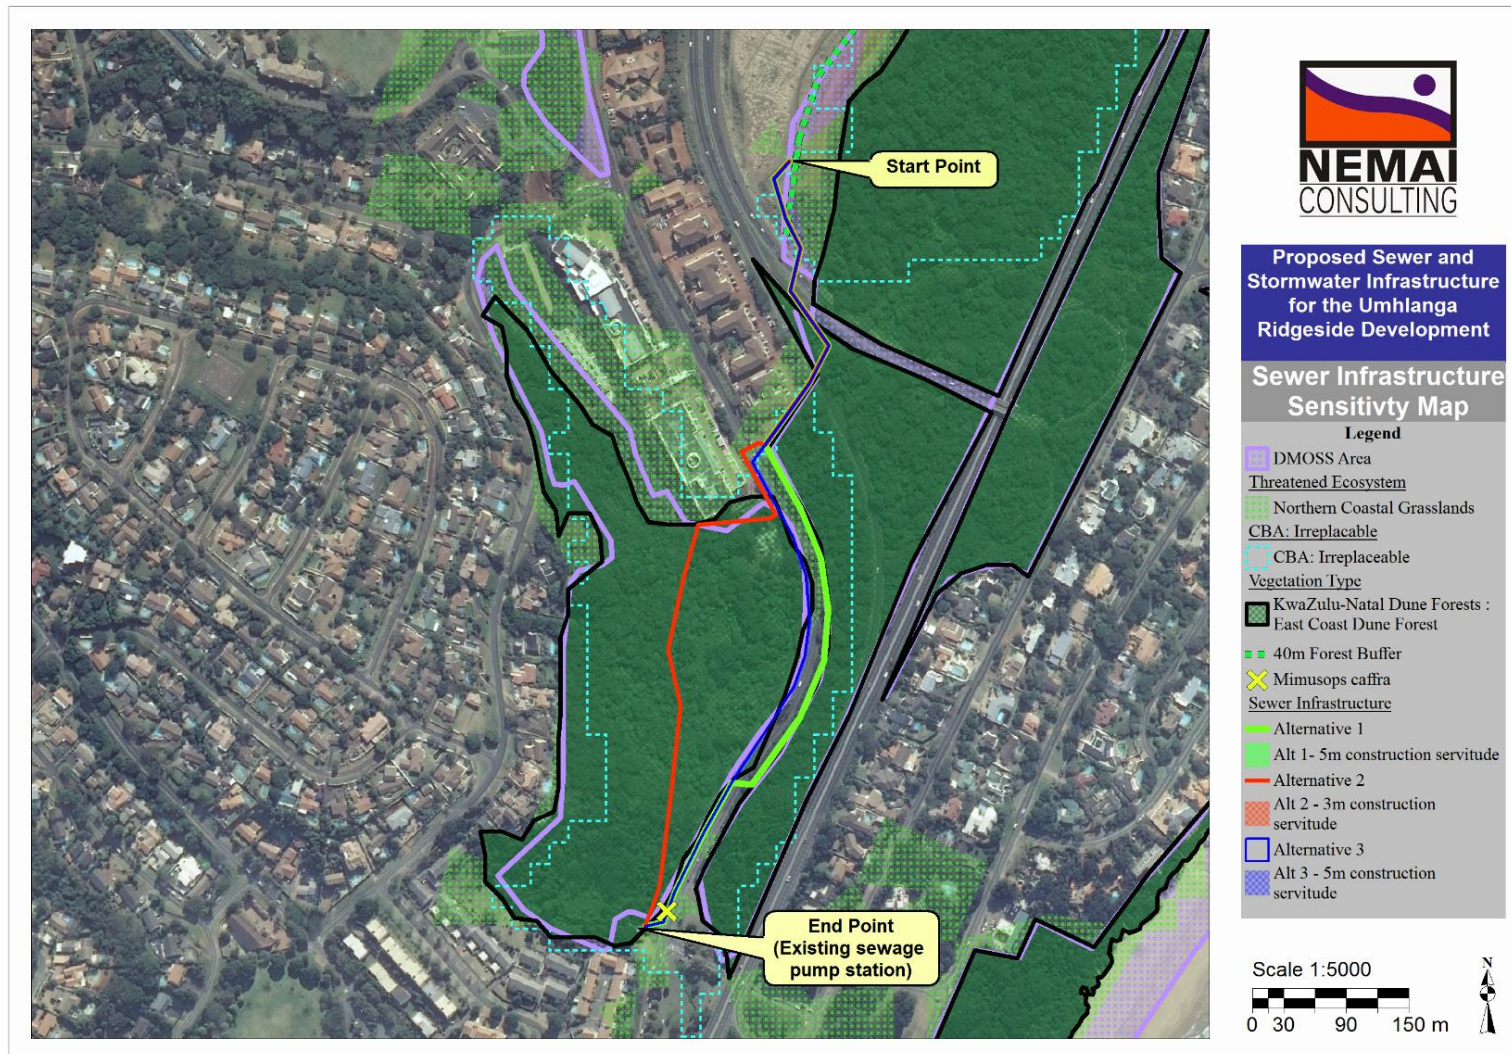 Start Point
End Point
(Existing sewage
pump station)
NEMAI
CONSULTING
Proposed Sewer and
Stormwater Infrastructure
for the Umhlanga
Ridgeside Development
Sewer Infrastructure
Sensitivty Map
Legend
DMOSS Area
Threatened Ecosystem
Northern Coastal Grasslands
CBA: Irreplacable
CBA: Irreplaceable
Vegetation Type
KwaZulu-Natal Dune Forests :
East Coast Dune Forest
40m Forest Buffer
Mimusops caffra
Sewer Infrastructure
Alternative 1
Alt 1- 5m construction servitude
Alternative 2
Alt 2 - 3m construction
servitude
Alternative 3
Alt 3 - 5m construction
servitude
Scale 1:5000
0 30 90 150 m
N